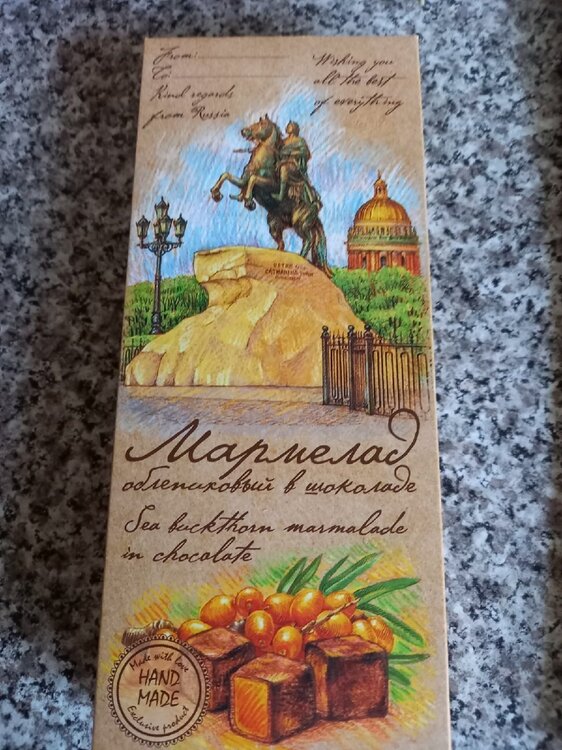 From:
To:
Kind regards
from Russia
Wishing you
all the best
of everything
Мармелад
облепиховый в шоколаде
Sea buckthorn marmalade
in chocolate
Made with love
HAND
MADE
Exclusive product